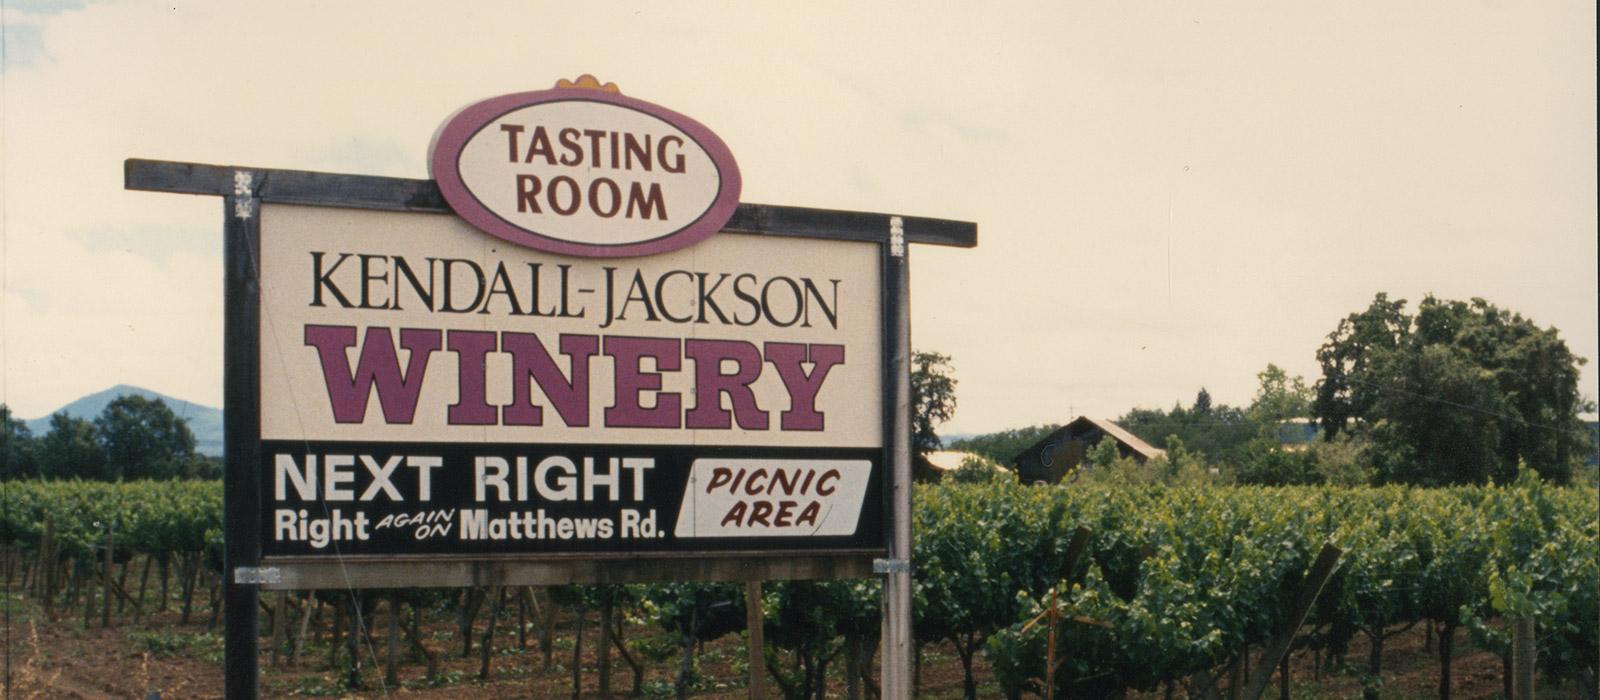 TASTING
ROOM
KENDALL-JACKSON
WINERY
NEXT RIGHT
Right AGAIN ON Matthews Rd.
PICNIC
AREA